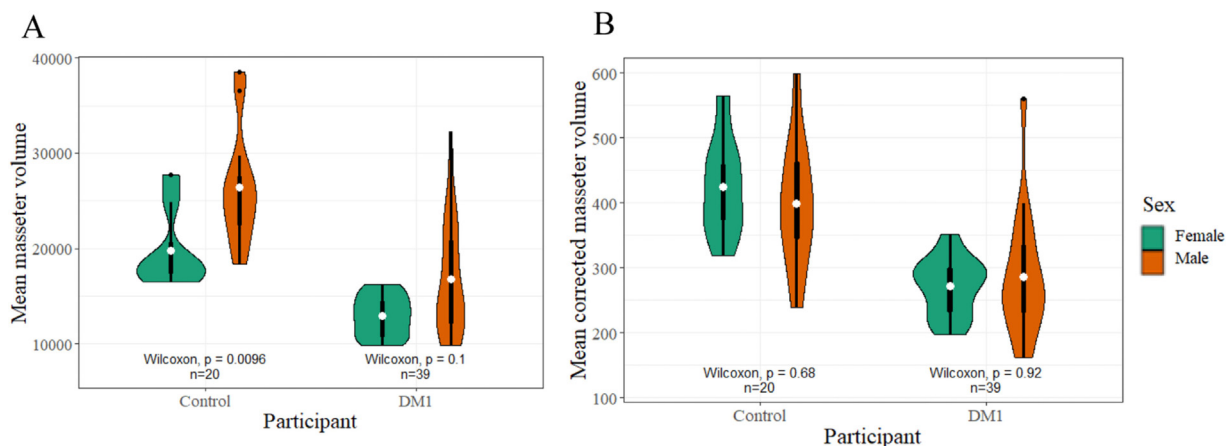 A
Mean masseter volume
40000
30000
20000
10000
Wilcoxon, p = 0.0096
n=20
Wilcoxon, p = 0.1
n=39
Control
DM1
Participant
B
Mean corrected masseter volume
600
500
400
300
200
100
Wilcoxon, p = 0.68
n=20
Wilcoxon, p = 0.92
n=39
Control
DM1
Participant
Sex
Female
Male